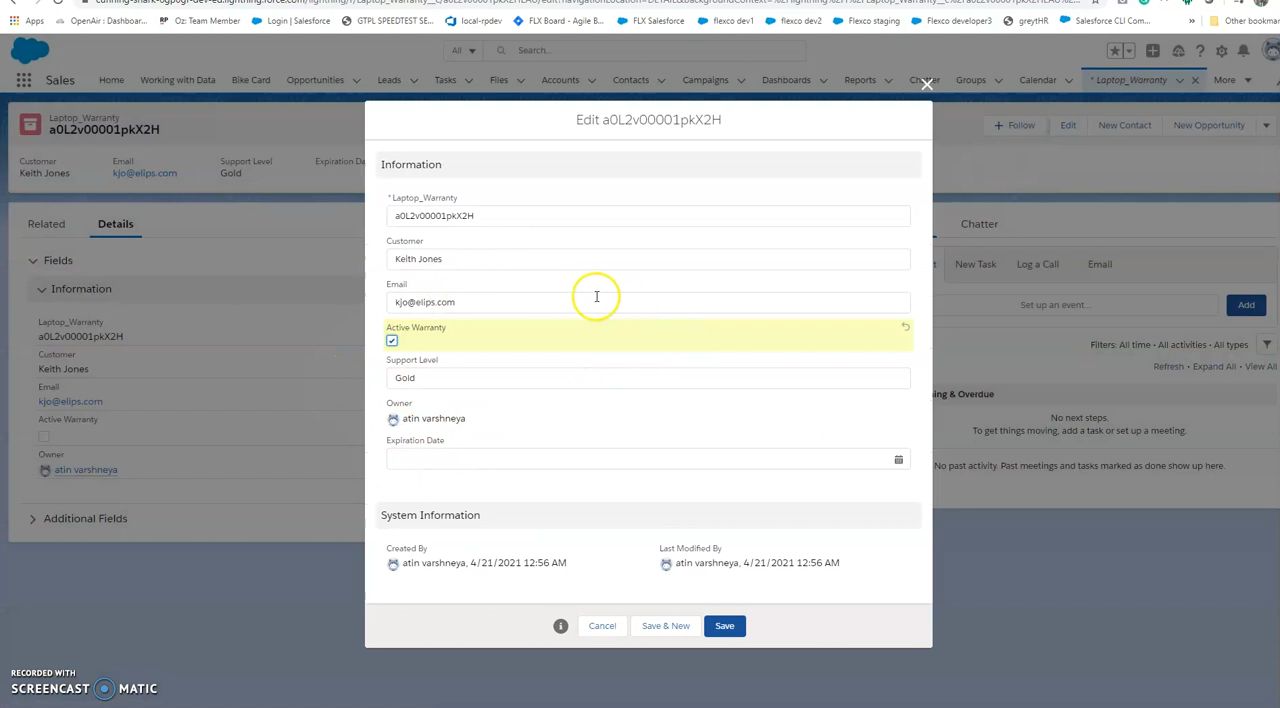 Apps
OpenAir : Dashboar...
Oz: Team Member
Login | Salesforce
GTPL SPEEDTEST SE...
local-rpdev
FLX Board - Agile B...
FLX Salesforce
flexco dev1
flexco dev2
Flexco staging
Flexco developer3
greytHR
Salesforce CLI Com...
»
Other bookmar
All
Search...
Sales
Home
Working with Data
Bike Card
Opportunities
Leads
Tasks
Files
Accounts
Contacts
Campaigns
Dashboards
Reports
Groups
Calendar
* Laptop_Warranty
More
Laptop_Warranty
a0L2v00001pkX2H
+ Follow
Edit
New Contact
New Opportunity
Customer
Email
Support Level
Expiration Da
Keith Jones
kjo@elips.com
Gold
Related
Details
Fields
Information
Laptop_Warranty
a0L2v00001pkX2H
Customer
Keith Jones
Email
kjo@elips.com
Active Warranty
Owner
atin varshneya
Additional Fields
Edit a0L2v00001pkX2H
Information
* Laptop_Warranty
a0L2v00001pkX2H
Customer
Keith Jones
Email
kjo@elips.com
Active Warranty
Support Level
Gold
Owner
atin varshneya
Expiration Date
System Information
Created By
atin varshneya, 4/21/2021 12:56 AM
Last Modified By
atin varshneya, 4/21/2021 12:56 AM
Cancel
Save & New
Save
Chatter
t
New Task
Log a Call
Email
Set up an event...
Add
Filters: All time • All activities • All types
Refresh • Expand All • View All
ng & Overdue
No next steps.
To get things moving, add a task or set up a meeting.
No past activity. Past meetings and tasks marked as done show up here.
RECORDED WITH
SCREENCAST MATIC